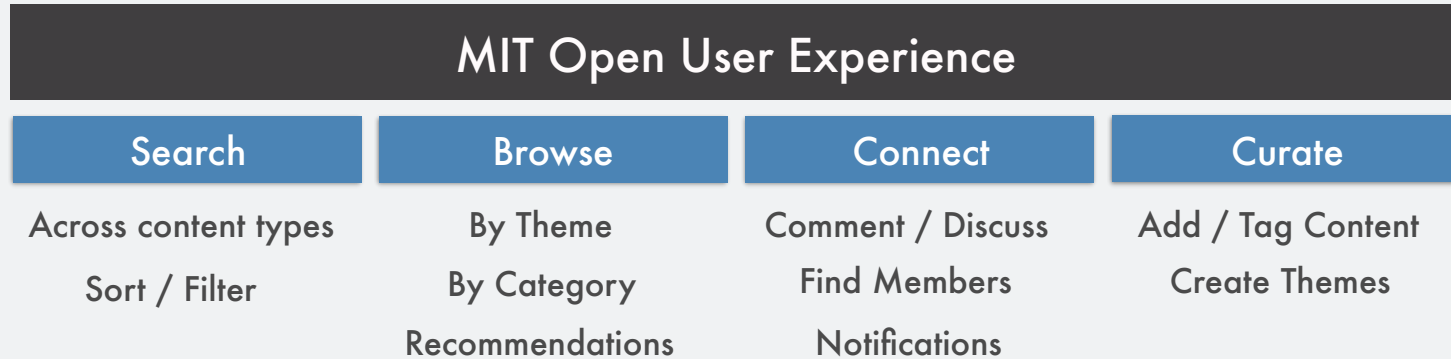 MIT Open User Experience
Search
Across content types
Sort / Filter
Browse
By Theme
By Category
Recommendations
Connect
Comment / Discuss
Find Members
Notifications
Curate
Add / Tag Content
Create Themes